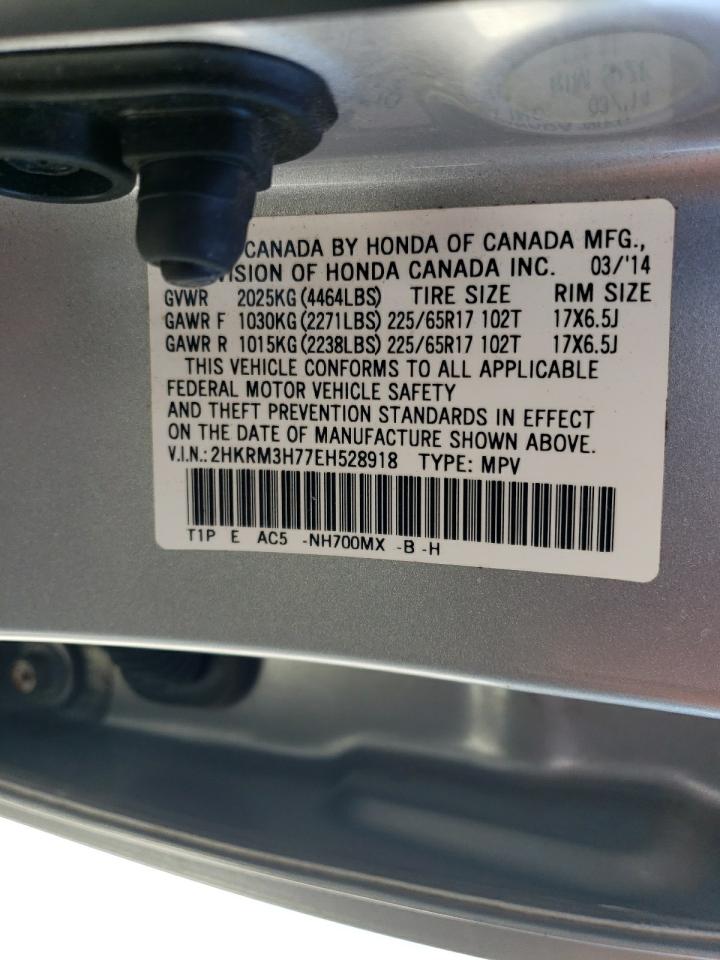 CANADA BY HONDA OF CANADA MFG.,
VISION OF HONDA CANADA INC. 03/'14
GVWR 2025KG (4464LBS) TIRE SIZE RIM SIZE
GAWR F 1030KG (2271LBS) 225/65R17 102T 17X6.5J
GAWR R 1015KG (2238LBS) 225/65R17 102T 17X6.5J
THIS VEHICLE CONFORMS TO ALL APPLICABLE
FEDERAL MOTOR VEHICLE SAFETY
AND THEFT PREVENTION STANDARDS IN EFFECT
ON THE DATE OF MANUFACTURE SHOWN ABOVE.
V.I.N.: 2HKRM3H77EH528918 TYPE: MPV
T1P E AC5 -NH700MX -B -H